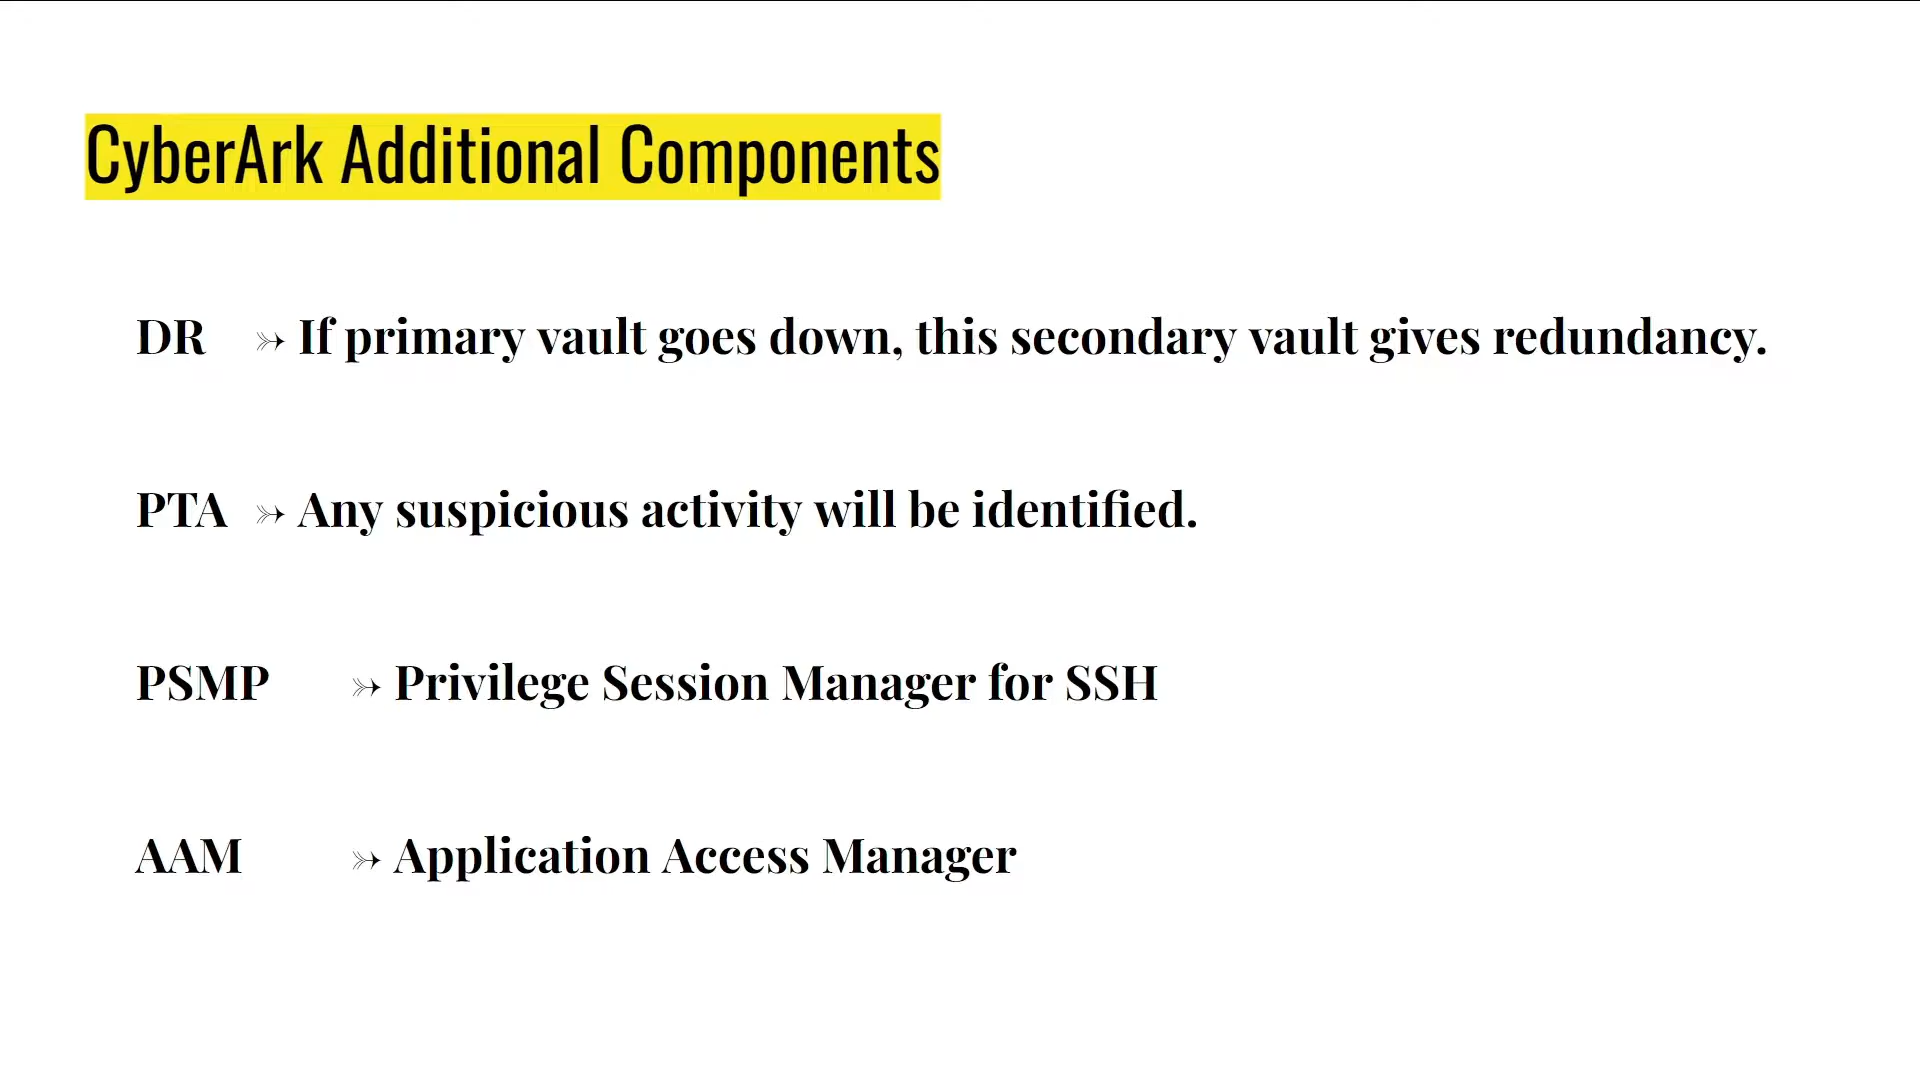 CyberArk Additional Components
DR ⤖ If primary vault goes down, this secondary vault gives redundancy.
PTA ⤖ Any suspicious activity will be identified.
PSMP ⤖ Privilege Session Manager for SSH
AAM ⤖ Application Access Manager